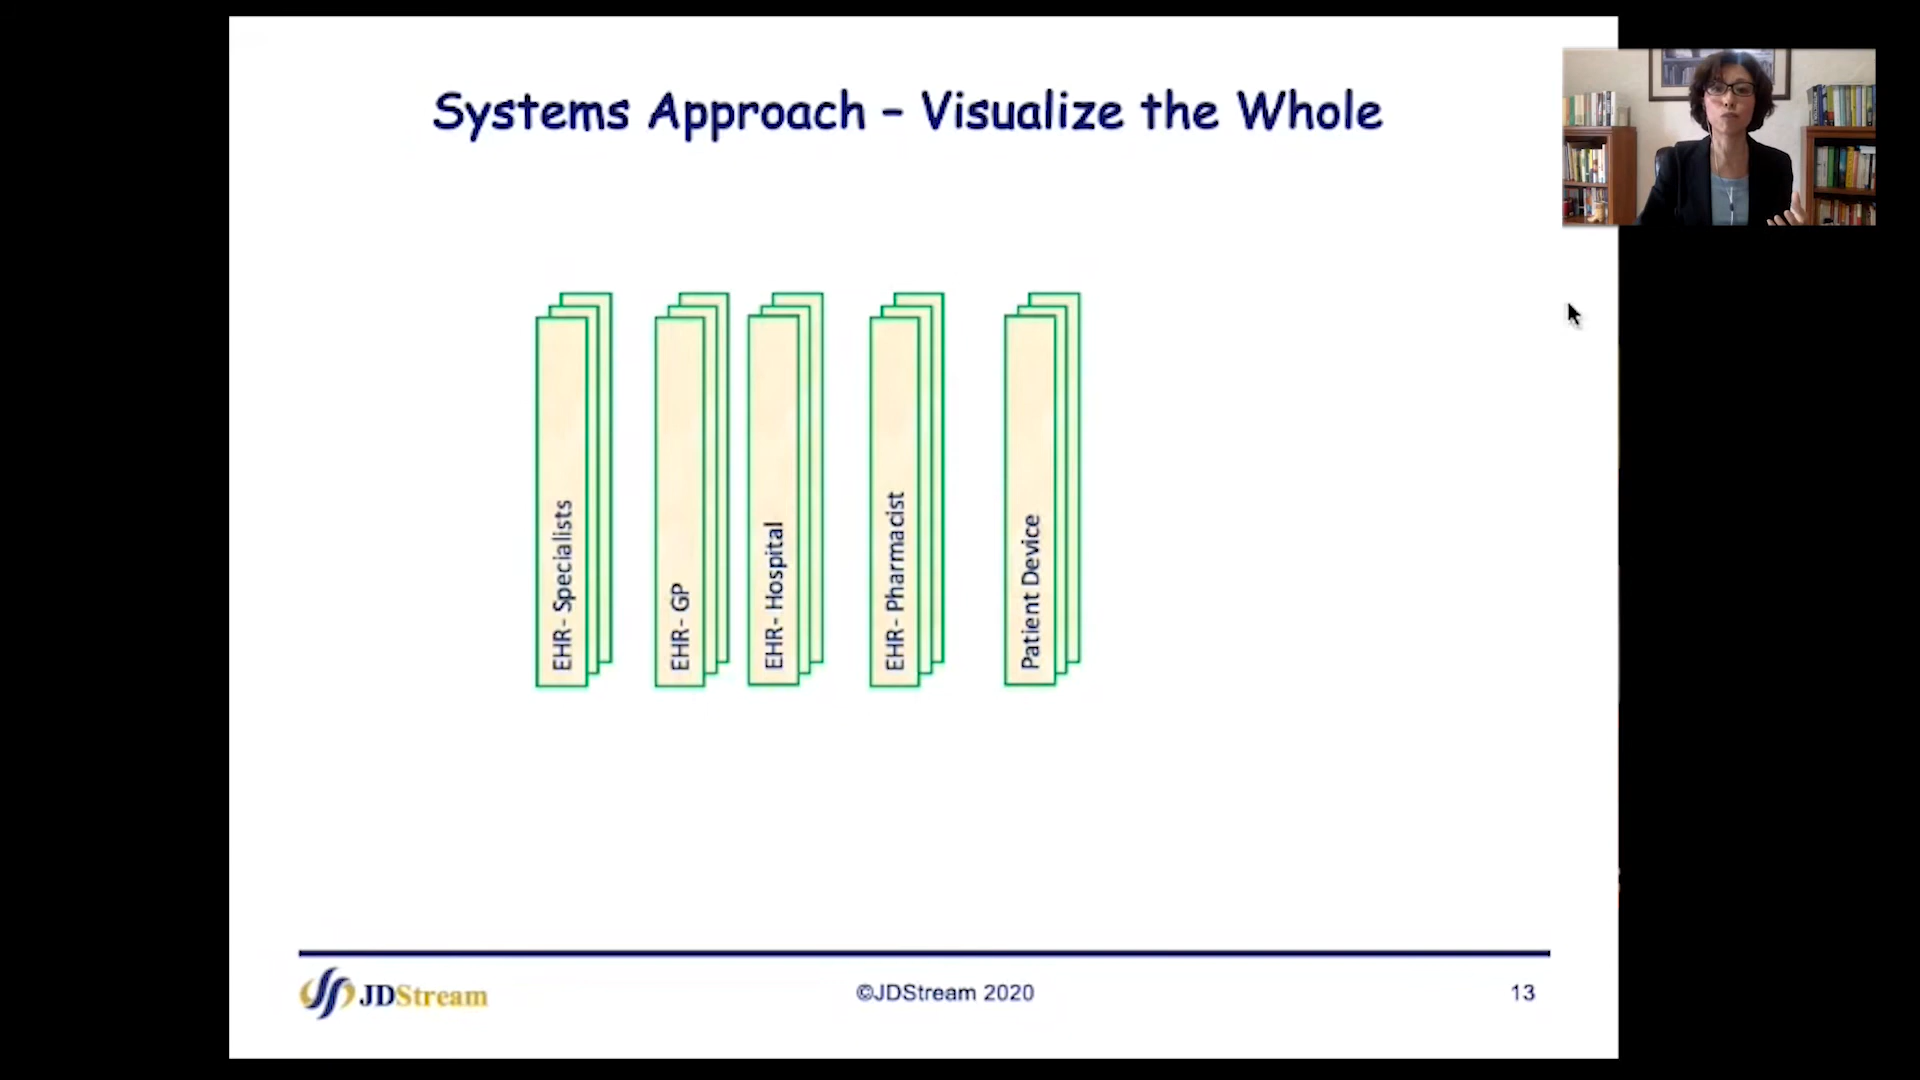 Systems Approach – Visualize the Whole
EHR- Specialists
EHR- GP
EHR- Hospital
EHR- Pharmacist
Patient Device
JDStream
©JDStream 2020
13